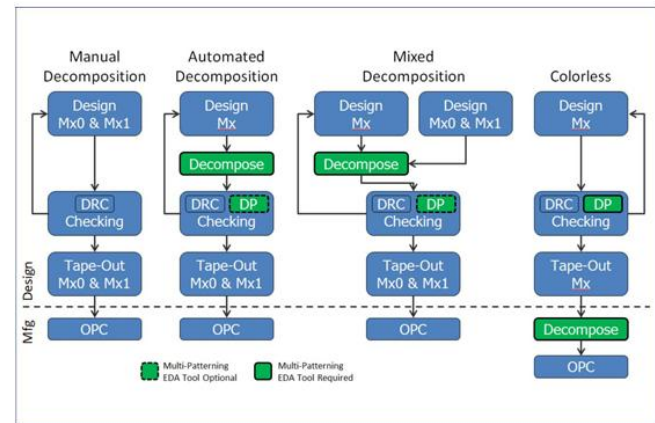 Manual
Decomposition
Automated
Decomposition
Mixed
Decomposition
Colorless
Design
Mx0 & Mx1
Design
Mx
Design
Mx
Design
Mx0 & Mx1
Design
Mx
Decompose
Decompose
DRC
Checking
DRC DP
Checking
DRC DP
Checking
DRC DP
Checking
Tape-Out
Mx0 & Mx1
Tape-Out
Mx0 & Mx1
Tape-Out
Mx0 & Mx1
Tape-Out
Mx
Design
Mfg
OPC
OPC
OPC
Decompose
OPC
Multi-Patterning
EDA Tool Optional
Multi-Patterning
EDA Tool Required